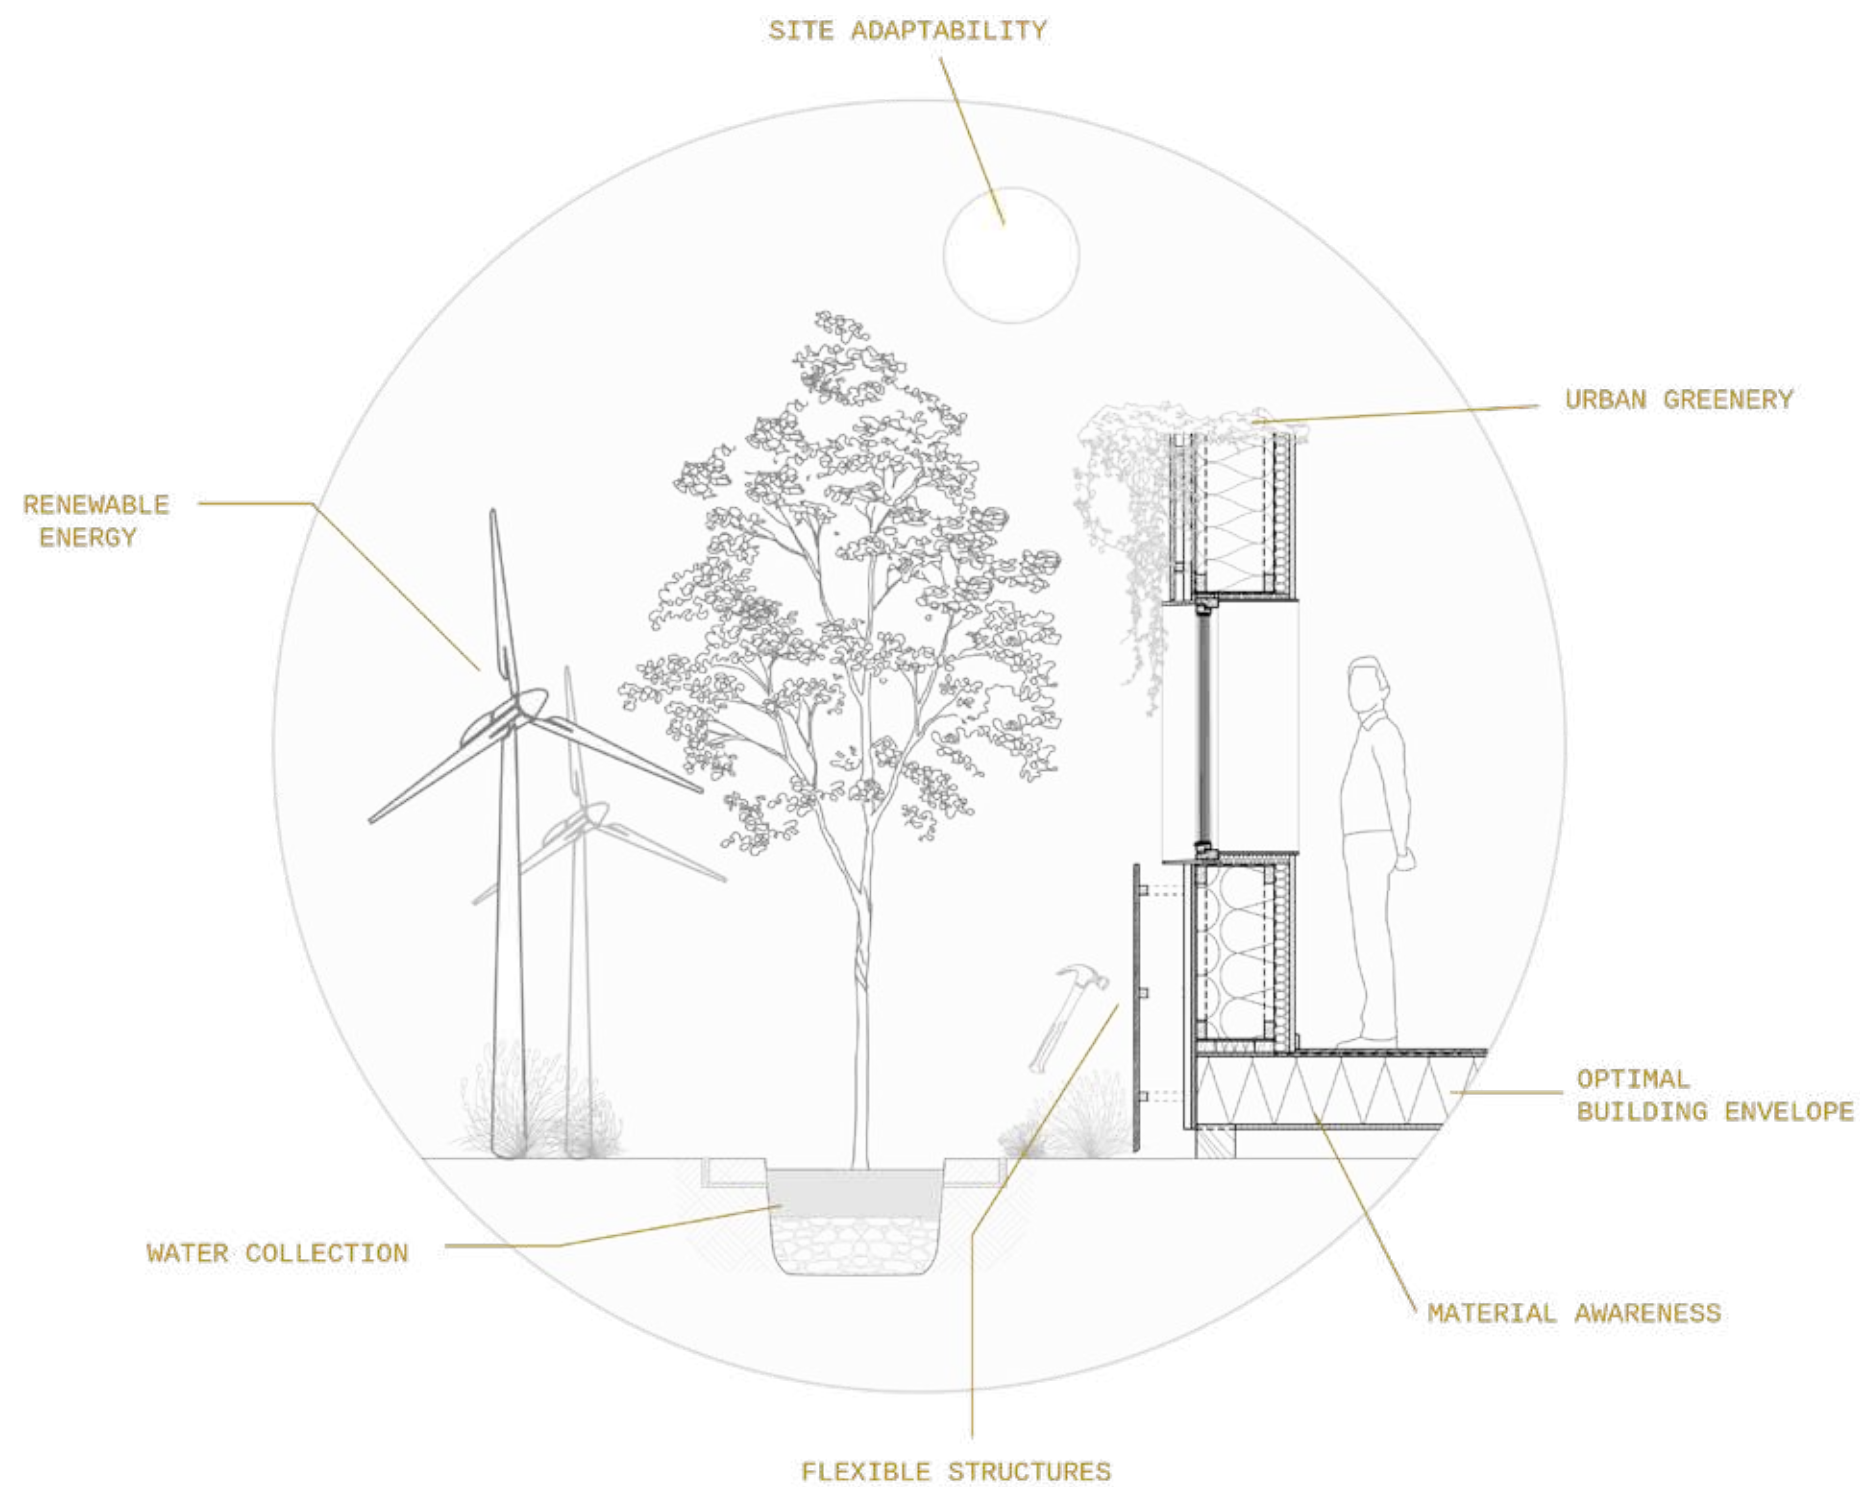 SITE ADAPTABILITY
URBAN GREENERY
RENEWABLE
ENERGY
OPTIMAL
BUILDING ENVELOPE
WATER COLLECTION
MATERIAL AWARENESS
FLEXIBLE STRUCTURES